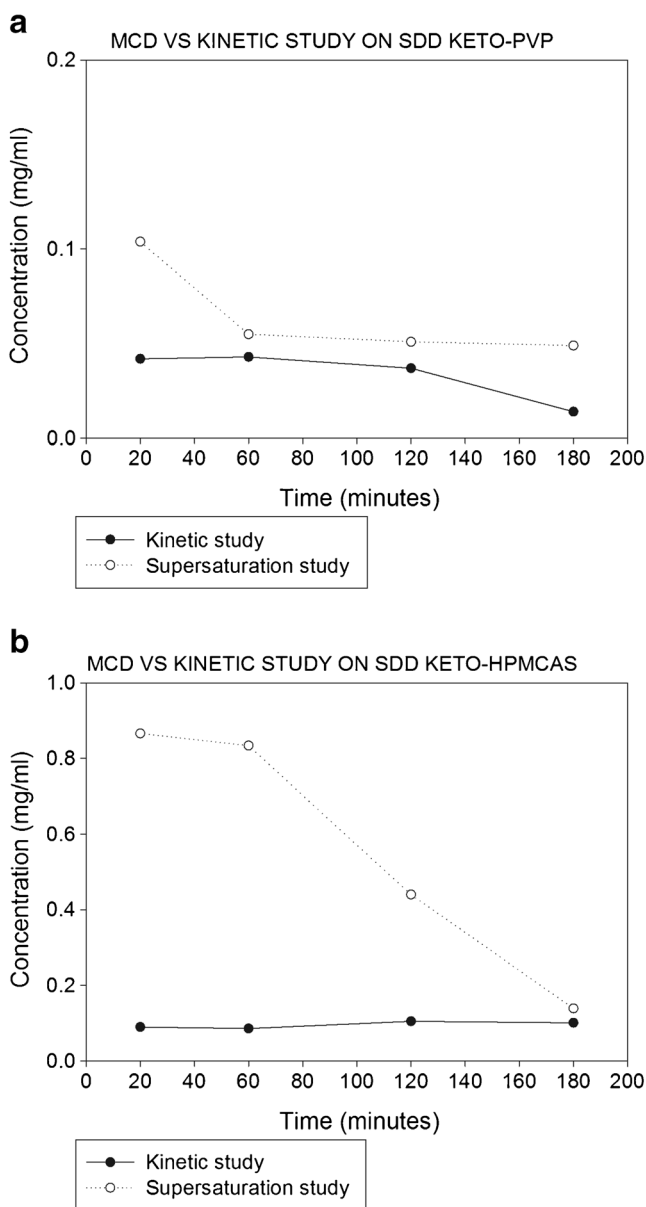 a
MCD VS KINETIC STUDY ON SDD KETO-PVP
0.2
0.1
0.0
Concentration (mg/ml)
0 20 40 60 80 100 120 140 160 180 200
Time (minutes)
Kinetic study
Supersaturation study
b
MCD VS KINETIC STUDY ON SDD KETO-HPMCAS
1.0
0.8
0.6
0.4
0.2
0.0
Concentration (mg/ml)
0 20 40 60 80 100 120 140 160 180 200
Time (minutes)
Kinetic study
Supersaturation study